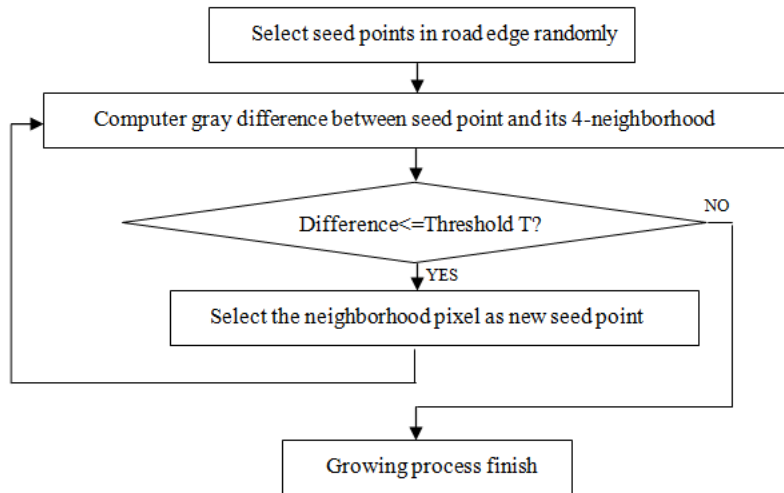 Select seed points in road edge randomly
Computer gray difference between seed point and its 4-neighborhood
Difference<=Threshold T?
NO
YES
Select the neighborhood pixel as new seed point
Growing process finish